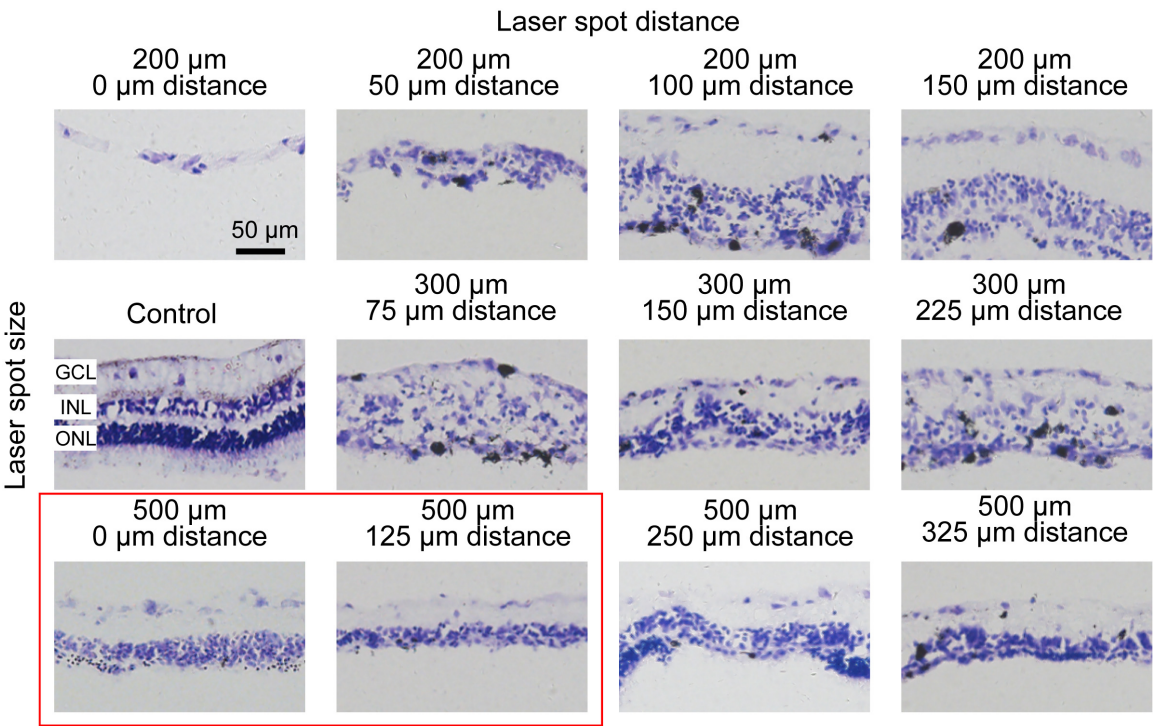 Laser spot distance
200 µm
0 µm distance
200 µm
50 µm distance
200 µm
100 µm distance
200 µm
150 µm distance
50 µm
Laser spot size
Control
300 µm
75 µm distance
300 µm
150 µm distance
300 µm
225 µm distance
GCL
INL
ONL
500 µm
0 µm distance
500 µm
125 µm distance
500 µm
250 µm distance
500 µm
325 µm distance